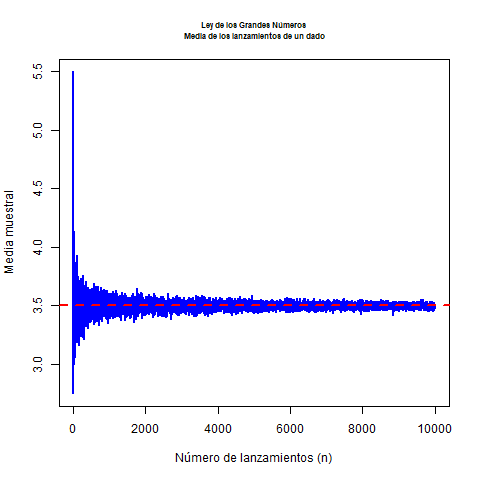 Ley de los Grandes Números
Media de los lanzamientos de un dado
Media muestral
5.5
5.0
4.5
4.0
3.5
3.0
0 2000 4000 6000 8000 10000
Número de lanzamientos (n)